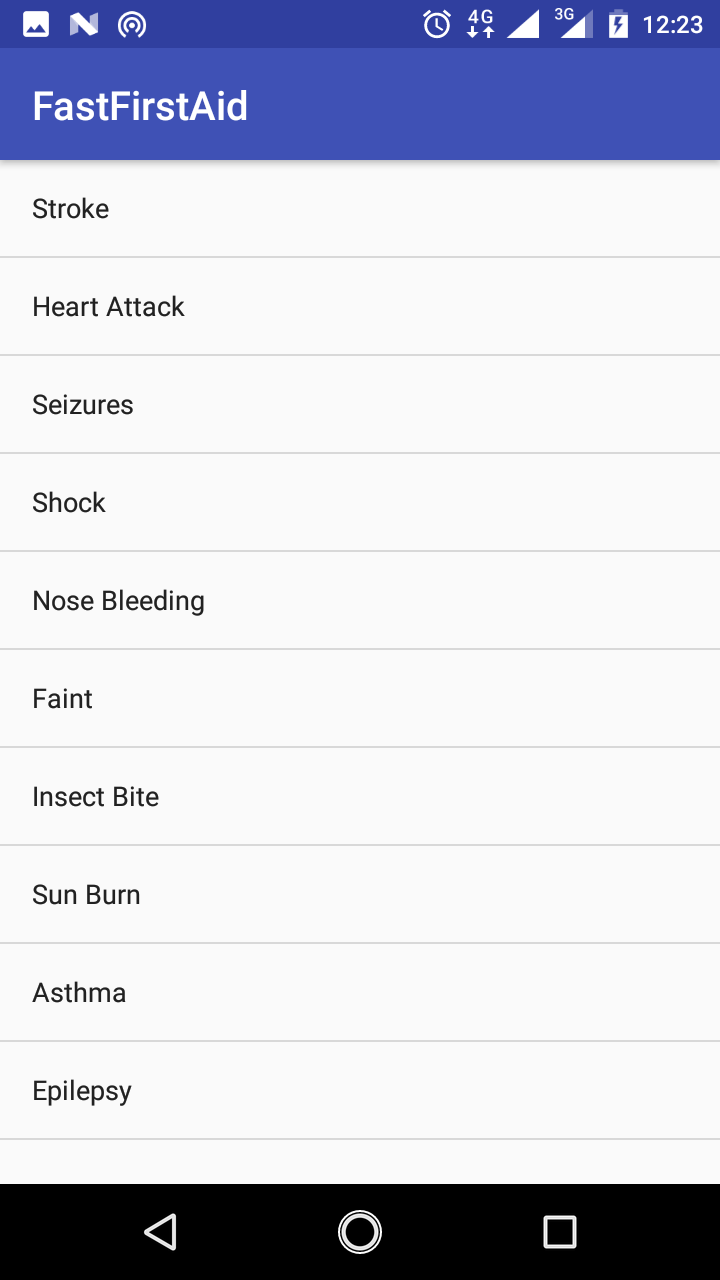 4G 3G 12:23
FastFirstAid
Stroke
Heart Attack
Seizures
Shock
Nose Bleeding
Faint
Insect Bite
Sun Burn
Asthma
Epilepsy